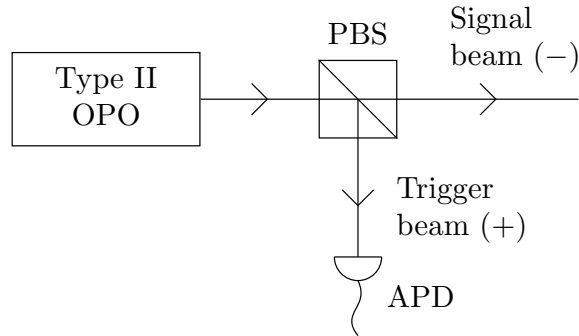 Type II
OPO
PBS
Signal
beam (−)
Trigger
beam (+)
APD